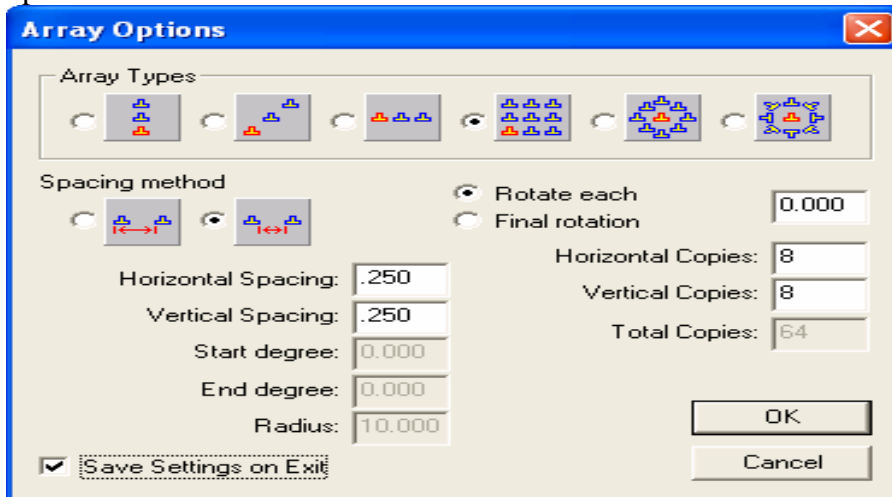 Array Options
Array Types
Spacing method
Rotate each
0.000
Final rotation
Horizontal Spacing: .250
Horizontal Copies: 8
Vertical Spacing: .250
Vertical Copies: 8
Start degree: 0.000
Total Copies: 64
End degree: 0.000
Radius: 10.000
OK
Save Settings on Exit
Cancel